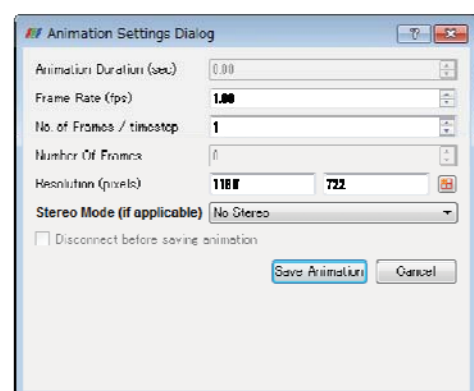 Animation Settings Dialog
Animation Duration (sec) 0.00
Frame Rate (fps) 1.00
No. of Frames / timestep 1
Number Of Frames 0
Resolution (pixels) 722
Stereo Mode (if applicable) No Stereo
Disconnect before saving animation
Save Animation Cancel